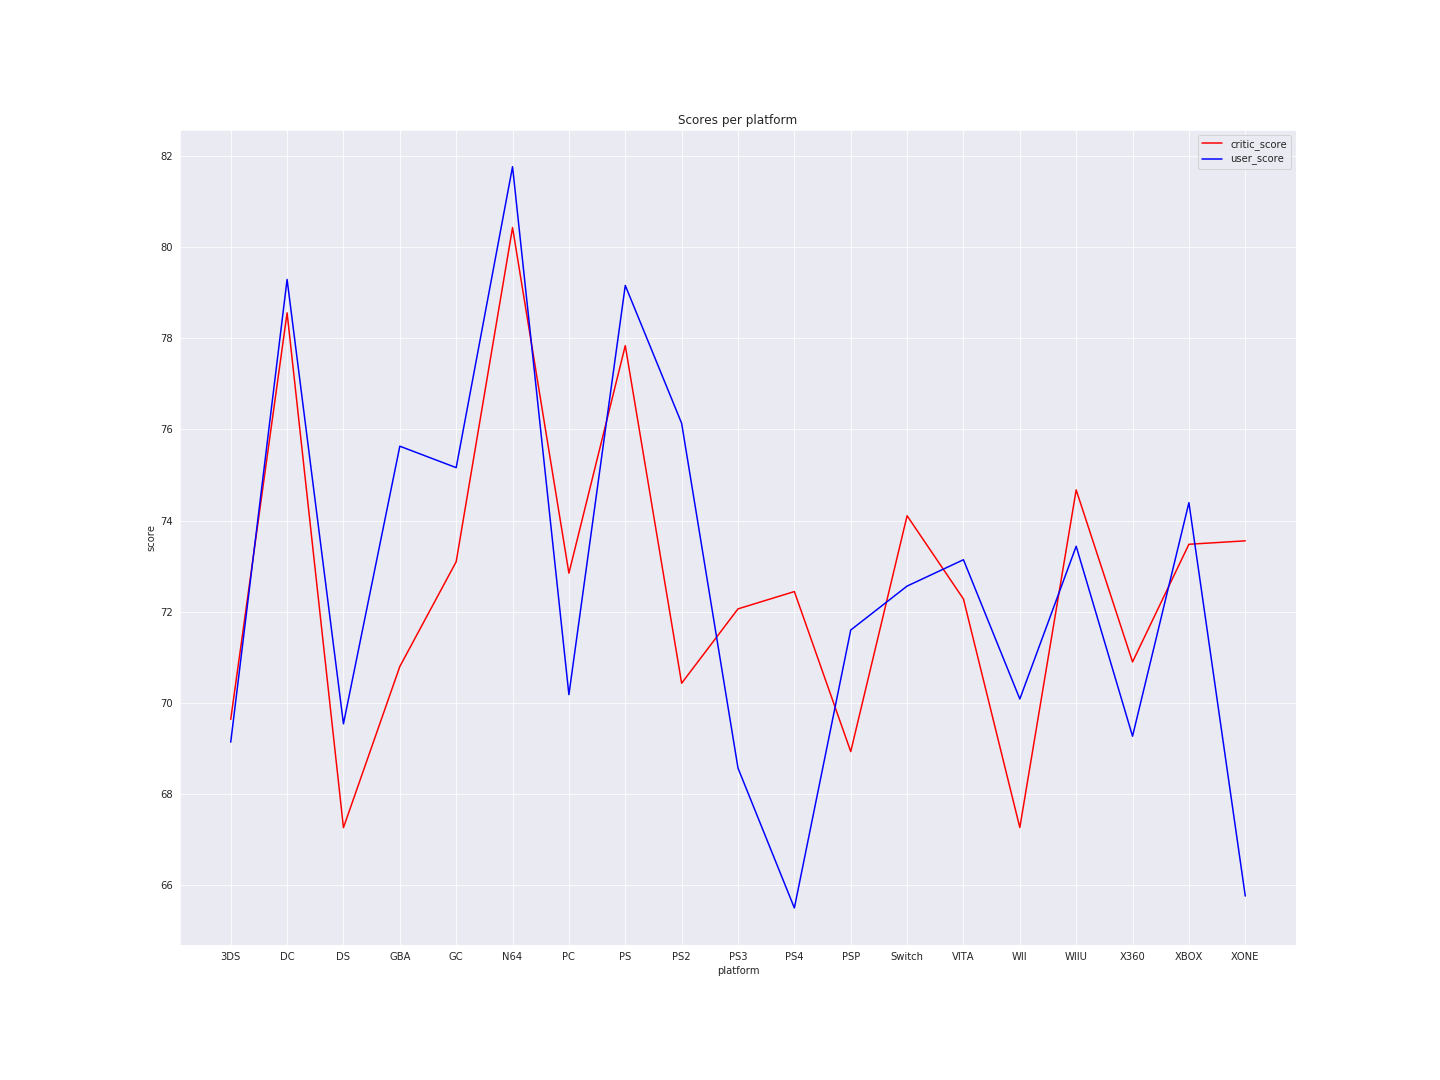 Scores per platform
critic_score
user_score
82
80
78
76
74
72
70
68
66
score
3DS DC DS GBA GC N64 PC PS PS2 PS3 PS4 PSP Switch VITA WII WIIU X360 XBOX XONE
platform